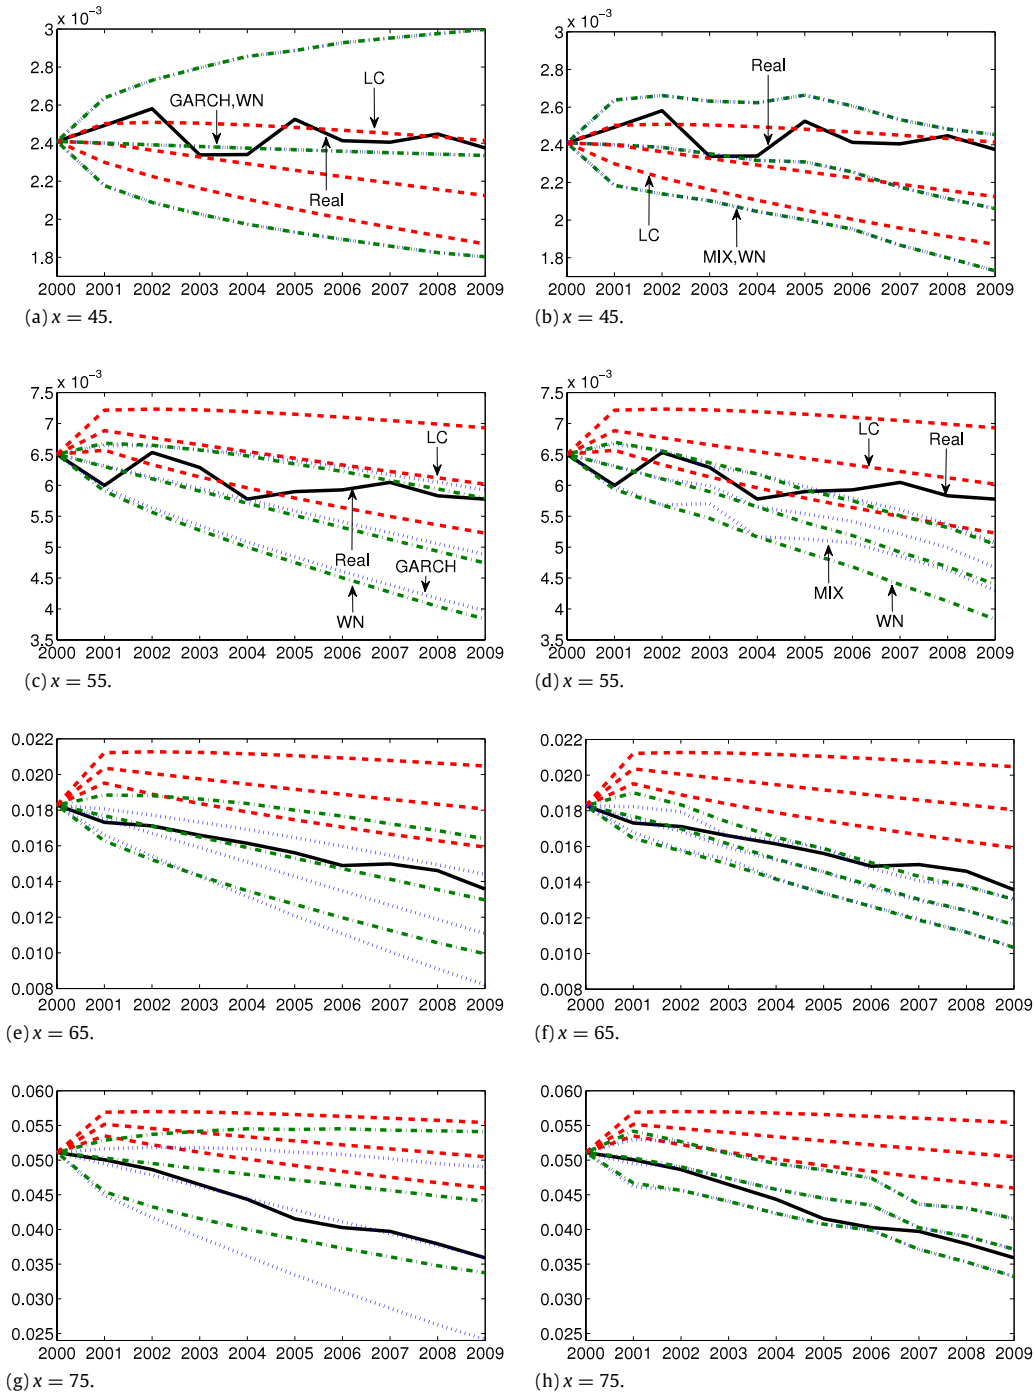 x 10⁻³
3
2.8
2.6
2.4
2.2
2
1.8
GARCH,WN
LC
Real
2000 2001 2002 2003 2004 2005 2006 2007 2008 2009
(a) x = 45.
x 10⁻³
3
2.8
2.6
2.4
2.2
2
1.8
Real
LC
MIX,WN
2000 2001 2002 2003 2004 2005 2006 2007 2008 2009
(b) x = 45.
x 10⁻³
7.5
7
6.5
6
5.5
5
4.5
4
3.5
LC
Real
GARCH
WN
2000 2001 2002 2003 2004 2005 2006 2007 2008 2009
(c) x = 55.
x 10⁻³
7.5
7
6.5
6
5.5
5
4.5
4
3.5
LC
Real
MIX
WN
2000 2001 2002 2003 2004 2005 2006 2007 2008 2009
(d) x = 55.
0.022
0.020
0.018
0.016
0.014
0.012
0.010
0.008
2000 2001 2002 2003 2004 2005 2006 2007 2008 2009
(e) x = 65.
0.022
0.020
0.018
0.016
0.014
0.012
0.010
0.008
2000 2001 2002 2003 2004 2005 2006 2007 2008 2009
(f) x = 65.
0.060
0.055
0.050
0.045
0.040
0.035
0.030
0.025
2000 2001 2002 2003 2004 2005 2006 2007 2008 2009
(g) x = 75.
0.060
0.055
0.050
0.045
0.040
0.035
0.030
0.025
2000 2001 2002 2003 2004 2005 2006 2007 2008 2009
(h) x = 75.